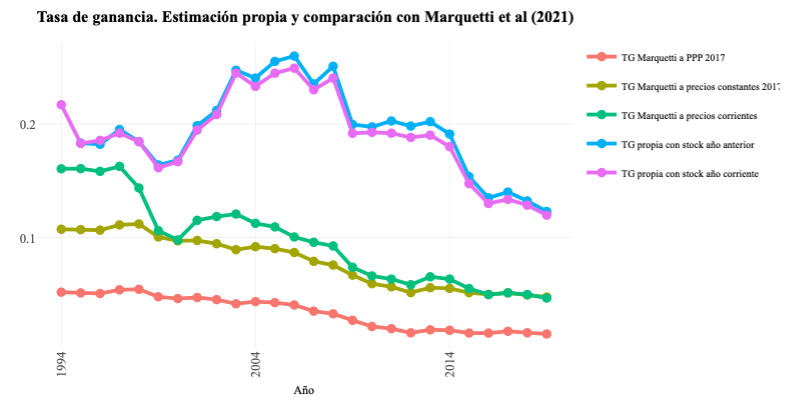 Tasa de ganancia. Estimación propia y comparación con Marquetti et al (2021)
TG Marquetti a PPP 2017
TG Marquetti a precios constantes 2017
TG Marquetti a precios corrientes
TG propia con stock año anterior
TG propia con stock año corriente
0.2
0.1
1994
2004
2014
Año